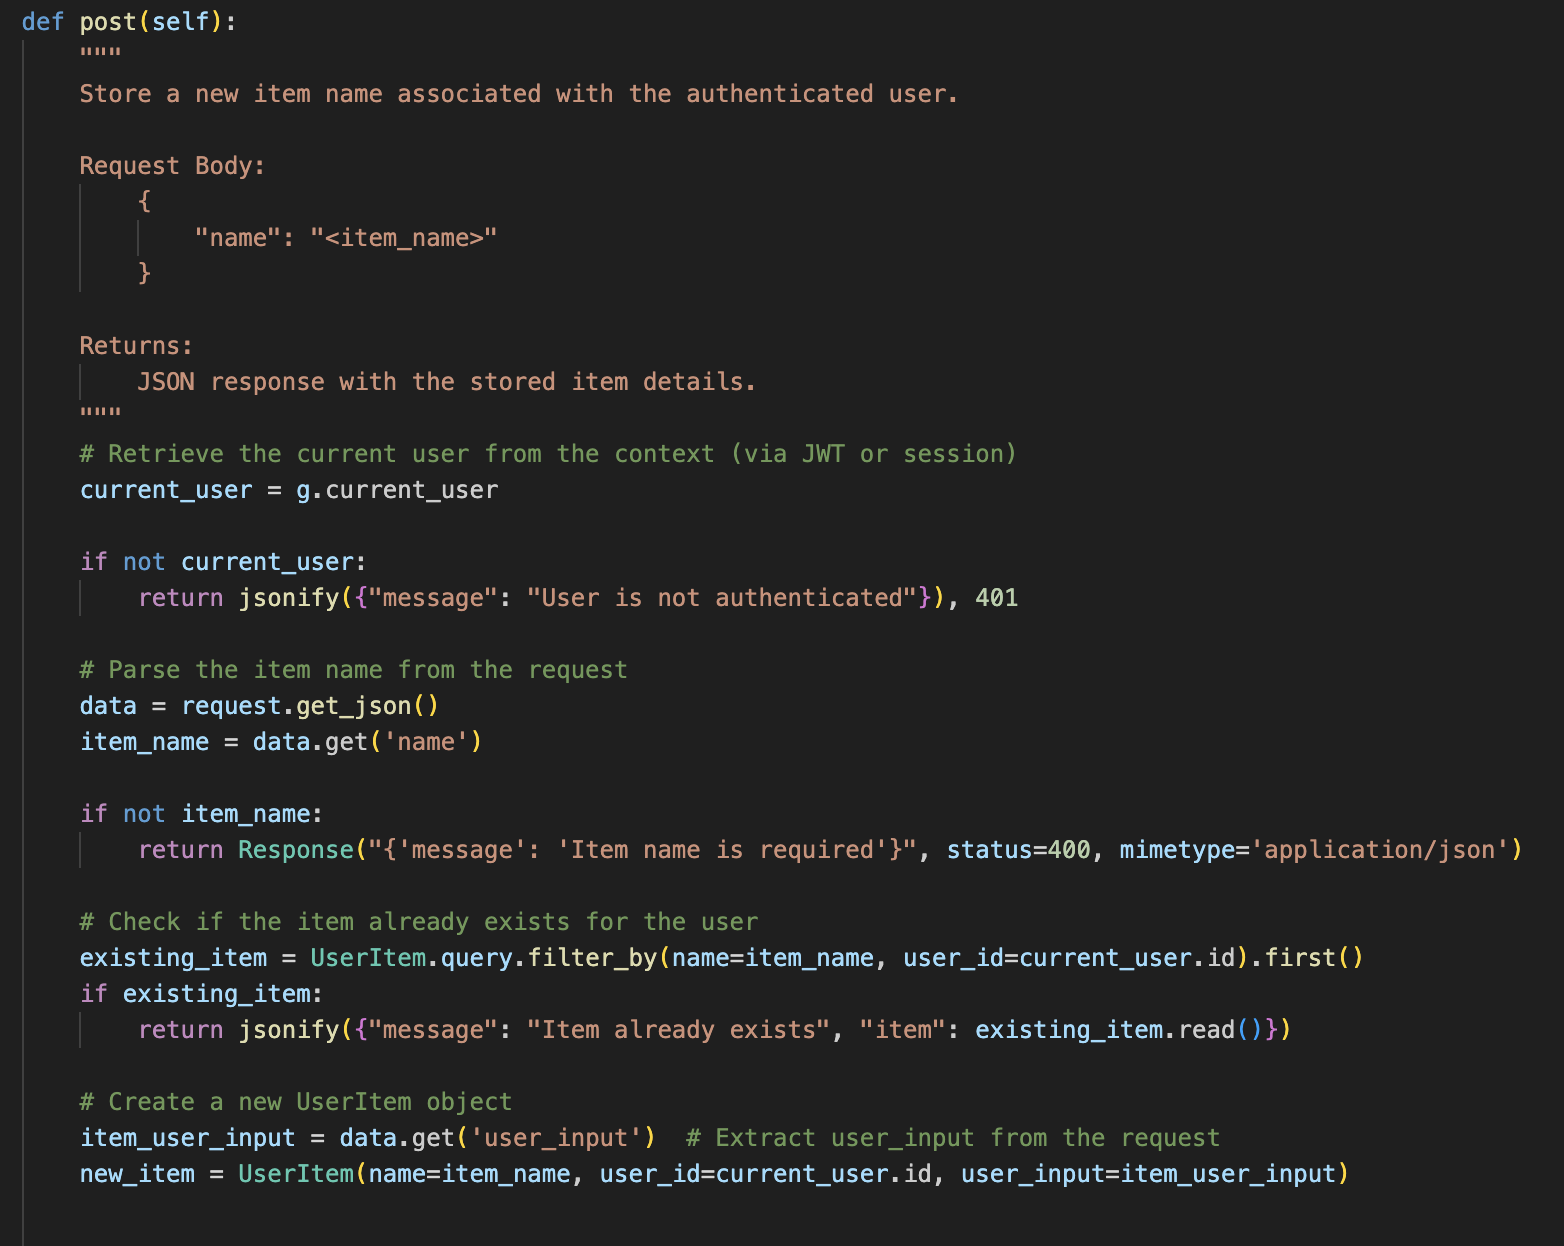 def post(self):
    """
    Store a new item name associated with the authenticated user.

    Request Body:
        {
            "name": "<item_name>"
        }

    Returns:
        JSON response with the stored item details.
    """
    # Retrieve the current user from the context (via JWT or session)
    current_user = g.current_user

    if not current_user:
        return jsonify({"message": "User is not authenticated"}), 401

    # Parse the item name from the request
    data = request.get_json()
    item_name = data.get('name')

    if not item_name:
        return Response("{'message': 'Item name is required'}", status=400, mimetype='application/json')

    # Check if the item already exists for the user
    existing_item = UserItem.query.filter_by(name=item_name, user_id=current_user.id).first()
    if existing_item:
        return jsonify({"message": "Item already exists", "item": existing_item.read()})

    # Create a new UserItem object
    item_user_input = data.get('user_input')  # Extract user_input from the request
    new_item = UserItem(name=item_name, user_id=current_user.id, user_input=item_user_input)